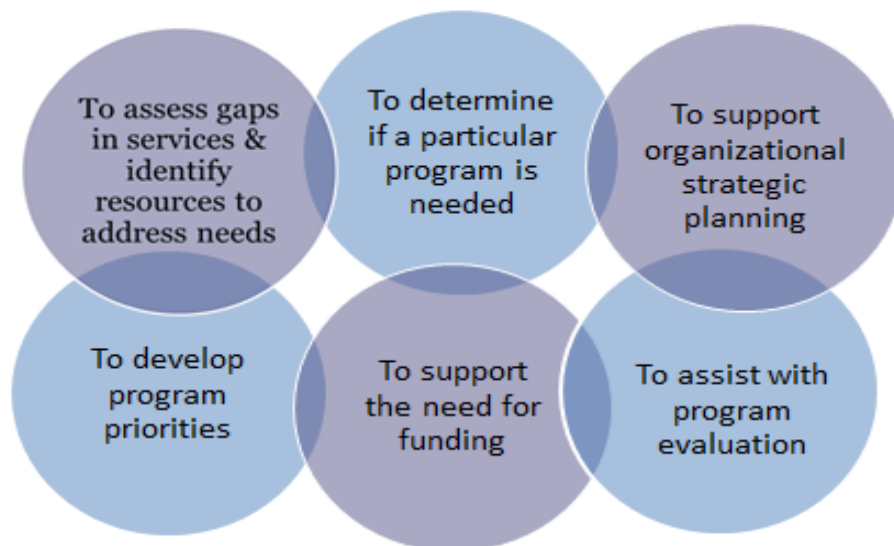 To assess gaps
in services &
identify
resources to
address needs
To determine
if a particular
program is
needed
To support
organizational
strategic
planning
To develop
program
priorities
To support
the need for
funding
To assist with
program
evaluation